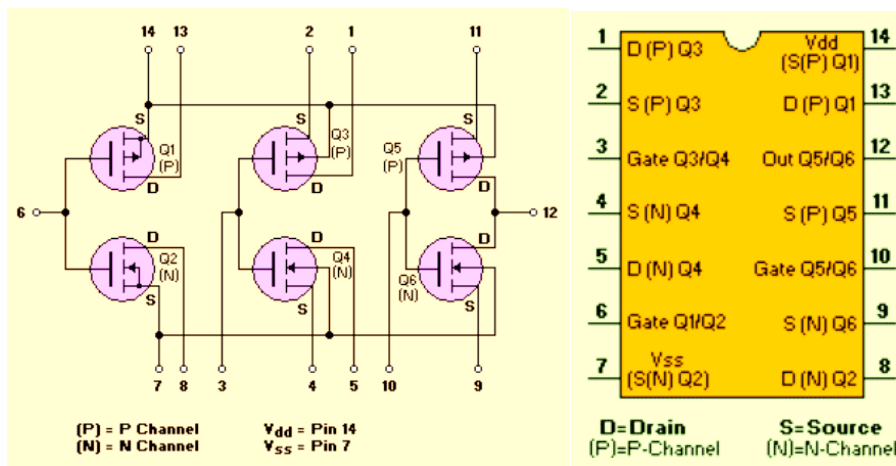 14 13 2 1 11
S S Q3 (P) S
Q1 (P) Q5 (P)
D D D
6 12
D D D
Q2 (N) Q4 (N) Q6 (N)
S S S
7 8 3 4 5 10 9
(P) = P Channel Vdd = Pin 14
(N) = N Channel Vss = Pin 7
1 D (P) Q3 Vdd (S(P) Q1) 14
2 S (P) Q3 D (P) Q1 13
3 Gate Q3/Q4 Out Q5/Q6 12
4 S (N) Q4 S (P) Q5 11
5 D (N) Q4 Gate Q5/Q6 10
6 Gate Q1/Q2 S (N) Q6 9
7 Vss (S(N) Q2) D (N) Q2 8
D=Drain S=Source
(P)=P-Channel (N)=N-Channel